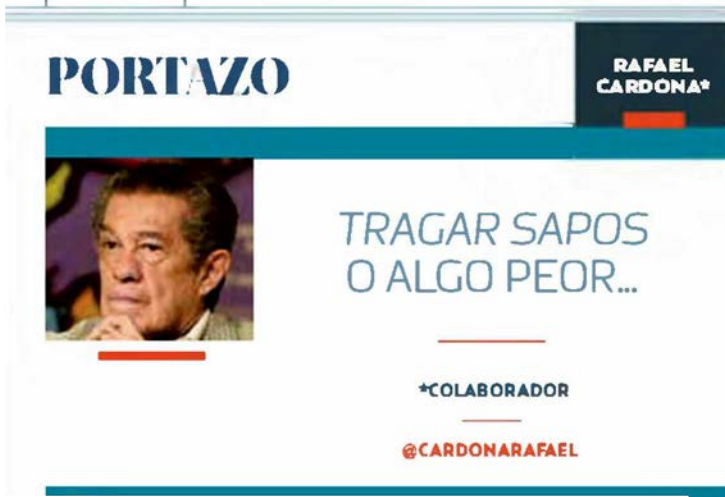 PORTAZO
RAFAEL
CARDONA*
TRAGAR SAPOS
O ALGO PEOR...
*COLABORADOR
@CARDONARAFAEL